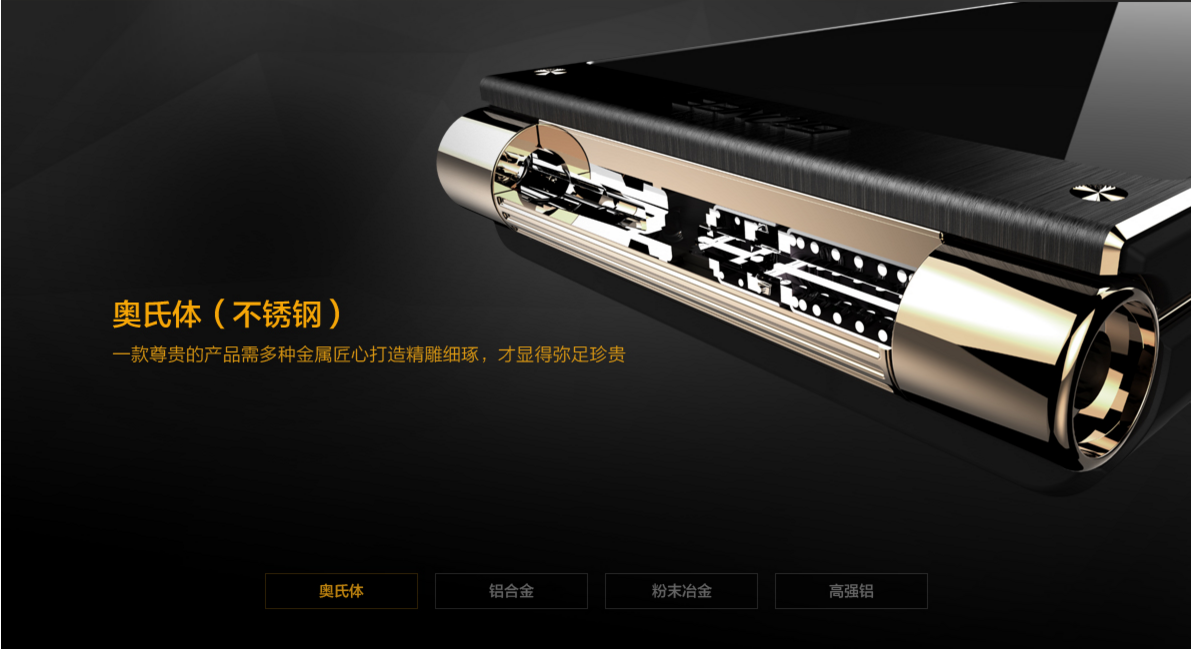 奥氏体（不锈钢）
一款尊贵的产品需多种金属匠心打造精雕细琢，才显得弥足珍贵
奥氏体
铝合金
粉末冶金
高强铝